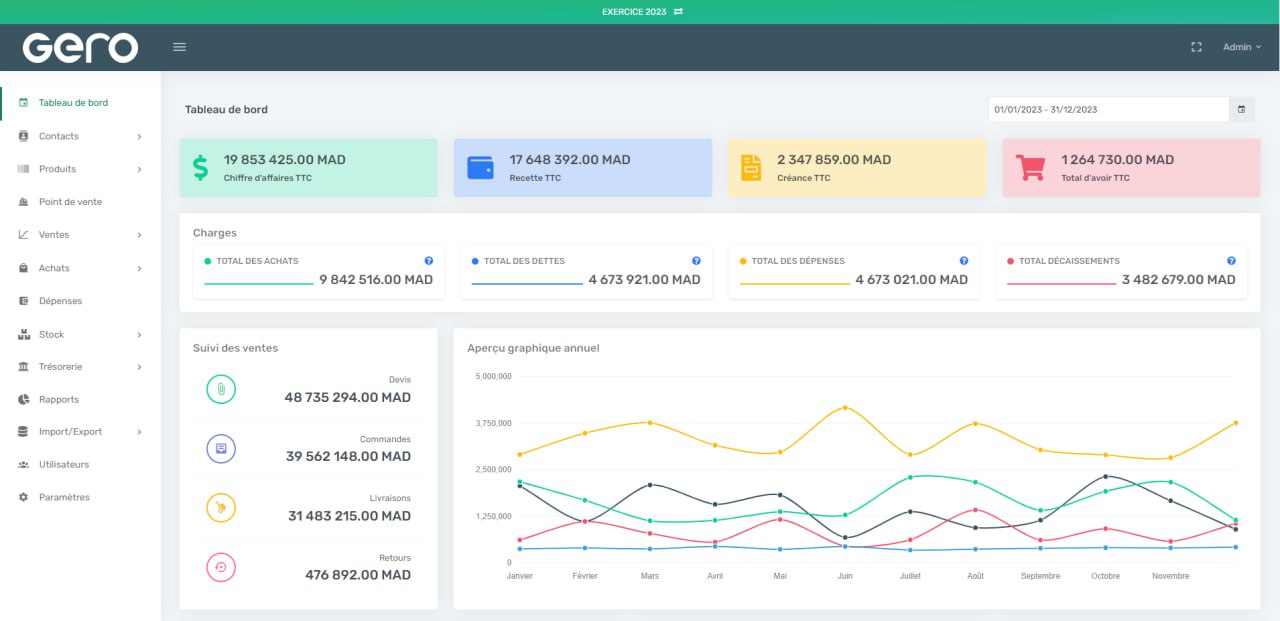 EXERCICE 2023
Gero
Admin
Tableau de bord
Contacts
Produits
Point de vente
Ventes
Achats
Dépenses
Stock
Trésorerie
Rapports
Import/Export
Utilisateurs
Paramètres
Tableau de bord
01/01/2023 - 31/12/2023
19 853 425.00 MAD
Chiffre d'affaires TTC
17 648 392.00 MAD
Recette TTC
2 347 859.00 MAD
Créance TTC
1 264 730.00 MAD
Total d'avoir TTC
Charges
TOTAL DES ACHATS
9 842 516.00 MAD
TOTAL DES DETTES
4 673 921.00 MAD
TOTAL DES DÉPENSES
4 673 021.00 MAD
TOTAL DÉCAISSEMENTS
3 482 679.00 MAD
Suivi des ventes
Devis
48 735 294.00 MAD
Commandes
39 562 148.00 MAD
Livraisons
31 483 215.00 MAD
Retours
476 892.00 MAD
Aperçu graphique annuel
5,000,000
3,750,000
2,500,000
1,250,000
0
Janvier Février Mars Avril Mai Juin Juillet Août Septembre Octobre Novembre